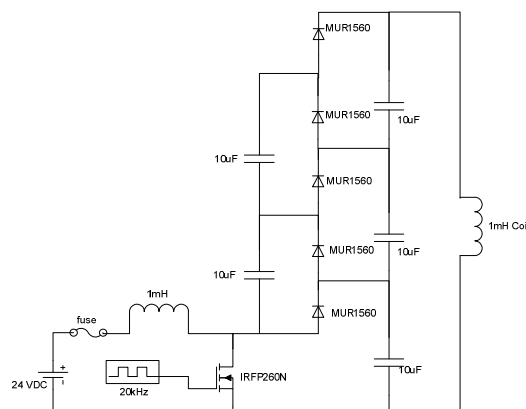 MUR1560
MUR1560
10uF
10uF
MUR1560
1mH Coi
10uF
MUR1560
10uF
1mH
MUR1560
fuse
+
-
24 VDC
20kHz
IRFP260N
10uF